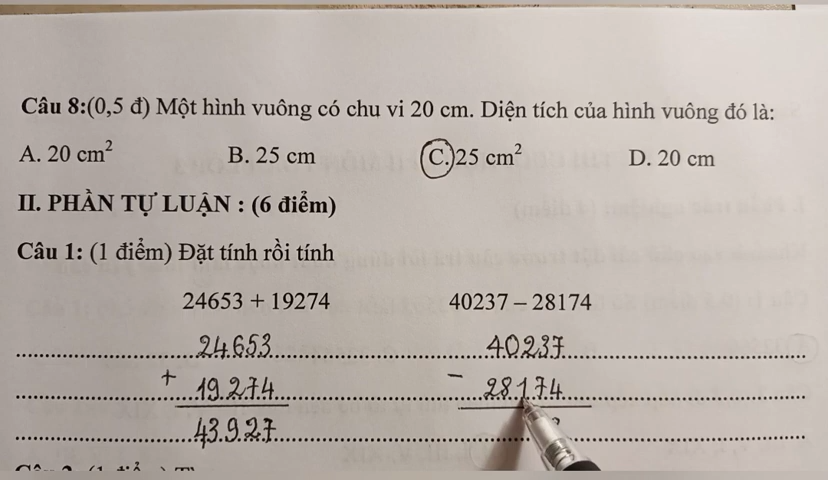 Câu 8:(0,5 đ) Một hình vuông có chu vi 20 cm. Diện tích của hình vuông đó là:
A. 20 cm² B. 25 cm C. 25 cm² D. 20 cm
II. PHẦN TỰ LUẬN : (6 điểm)
Câu 1: (1 điểm) Đặt tính rồi tính
24653 + 19274 40237 – 28174
24653 40237
+ 19274 − 28174
43927